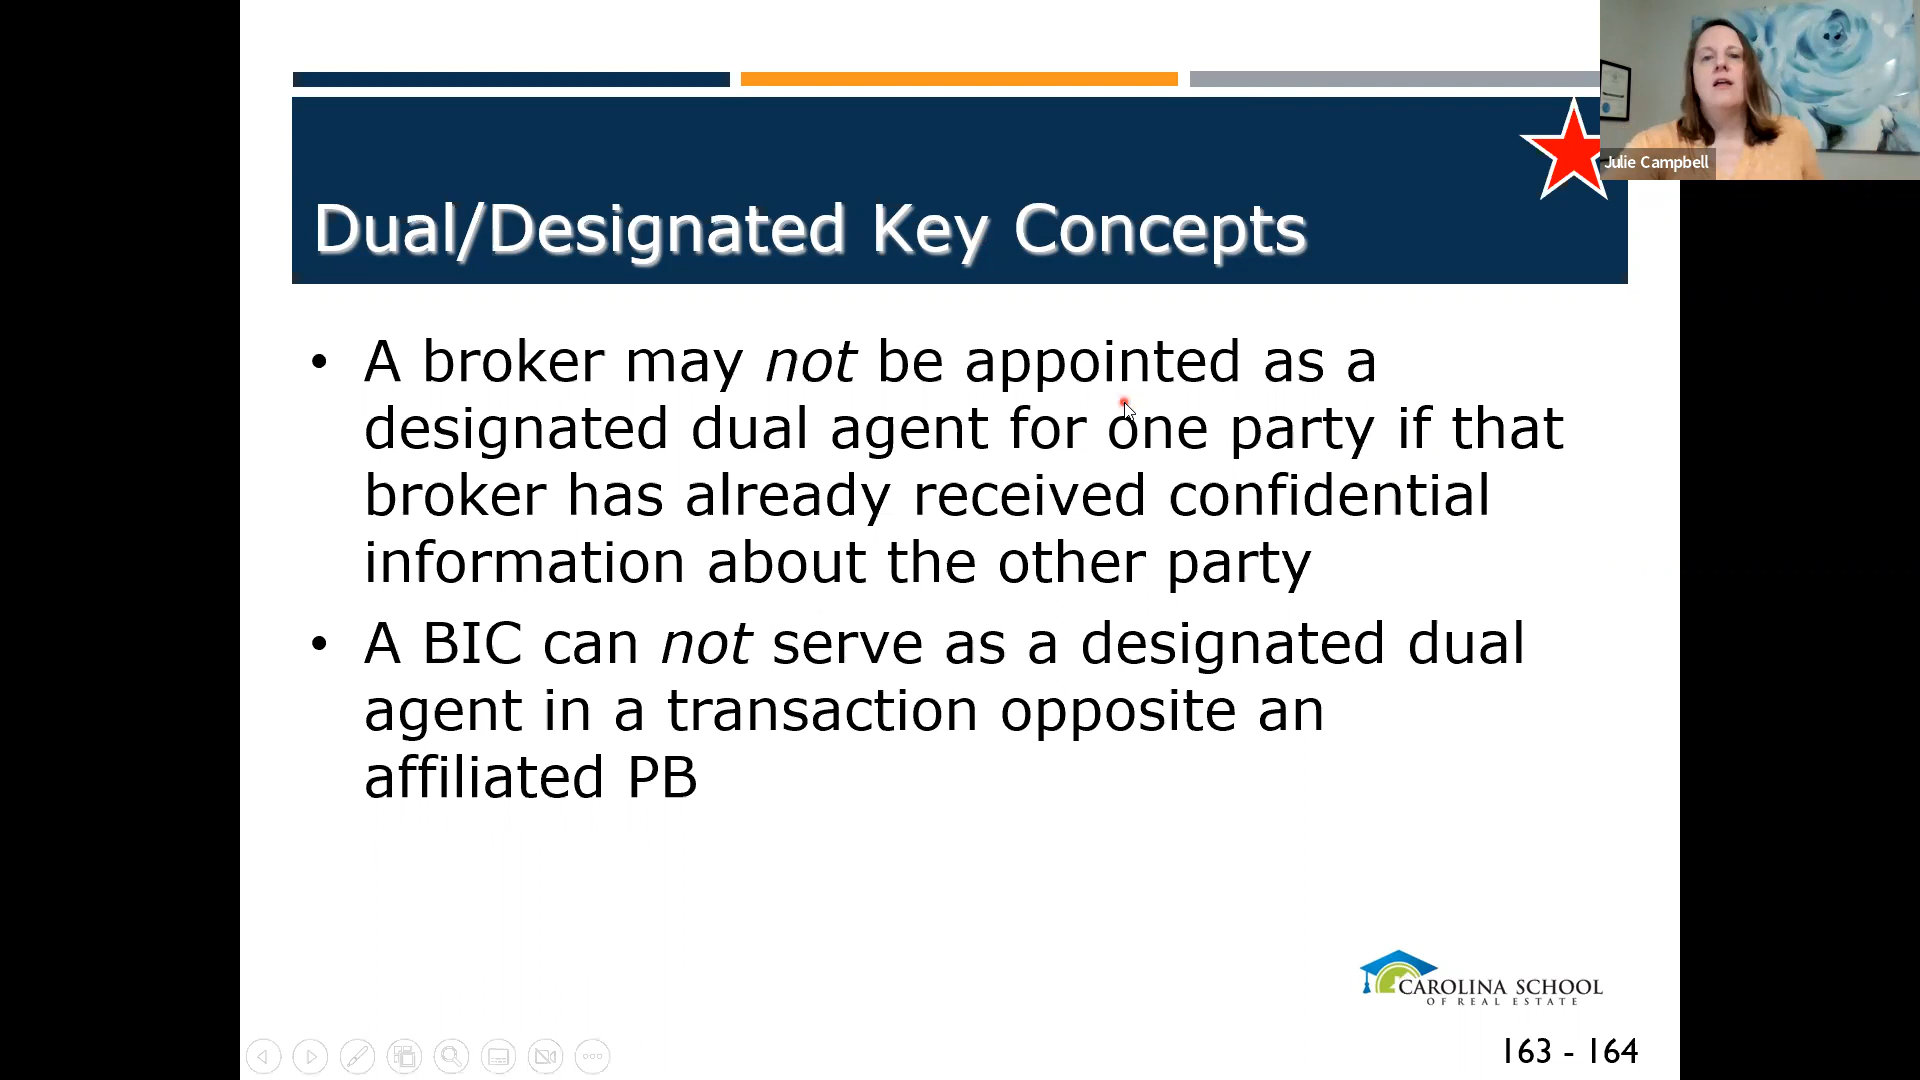 Julie Campbell
Dual/Designated Key Concepts
• A broker may not be appointed as a
designated dual agent for one party if that
broker has already received confidential
information about the other party
• A BIC can not serve as a designated dual
agent in a transaction opposite an
affiliated PB
CAROLINA SCHOOL
OF REAL ESTATE
163 - 164